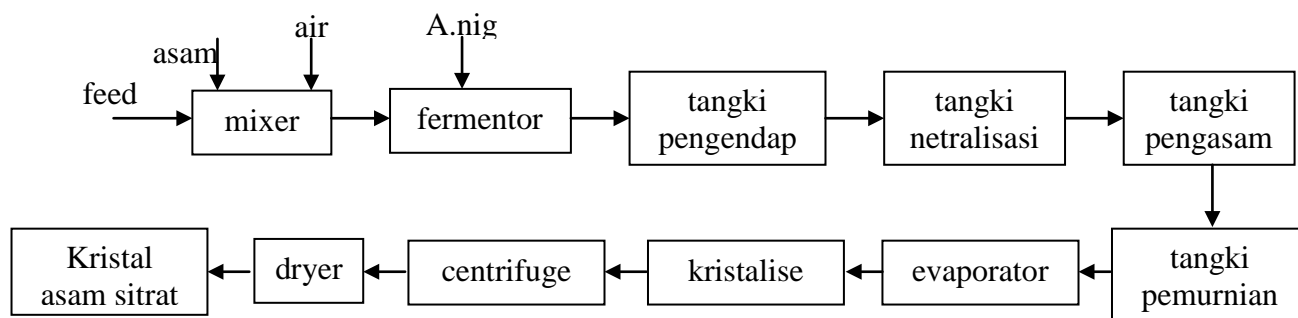 asam
air
A.nig
feed
mixer
fermentor
tangki
pengendap
tangki
netralisasi
tangki
pengasam
Kristal
asam sitrat
dryer
centrifuge
kristalise
evaporator
tangki
pemurnian